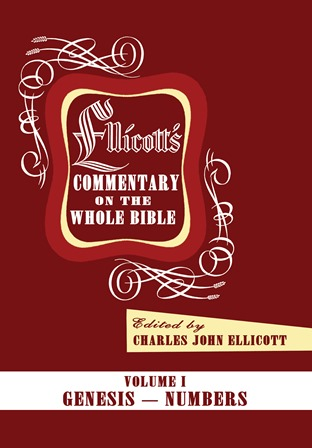 Ellicott's
COMMENTARY
ON THE
WHOLE BIBLE
Edited by
CHARLES JOHN ELLICOTT
VOLUME I
GENESIS — NUMBERS